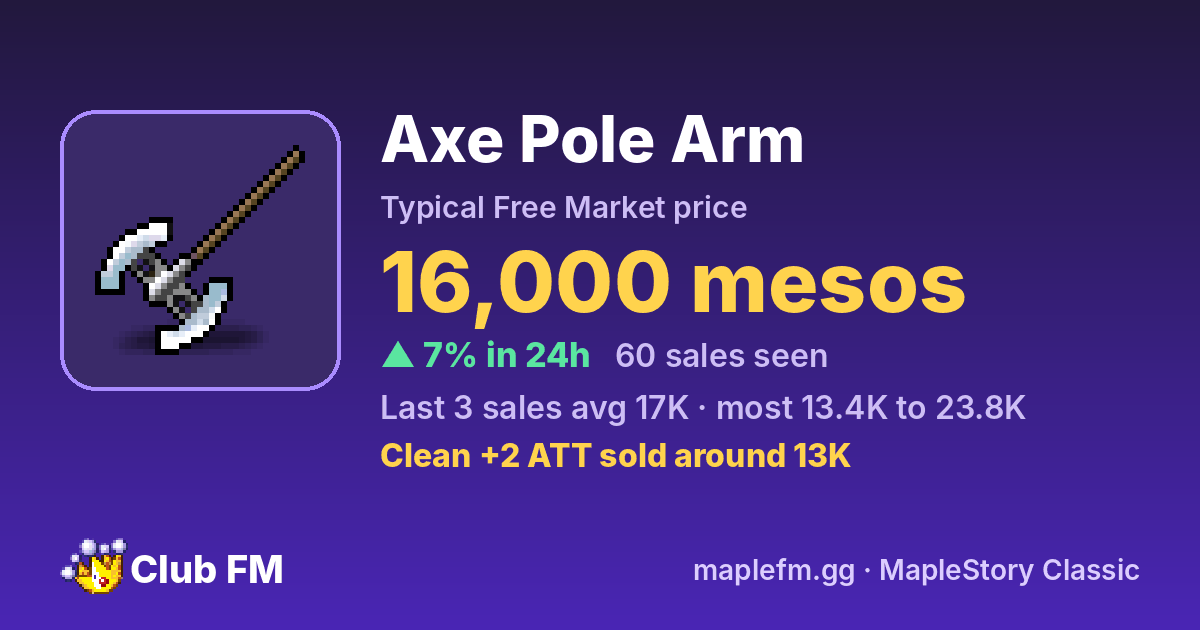 Axe Pole Arm
Typical Free Market price
16,000 mesos
▲ 7% in 24h 60 sales seen
Last 3 sales avg 17K · most 13.4K to 23.8K
Clean +2 ATT sold around 13K
Club FM
maplefm.gg · MapleStory Classic